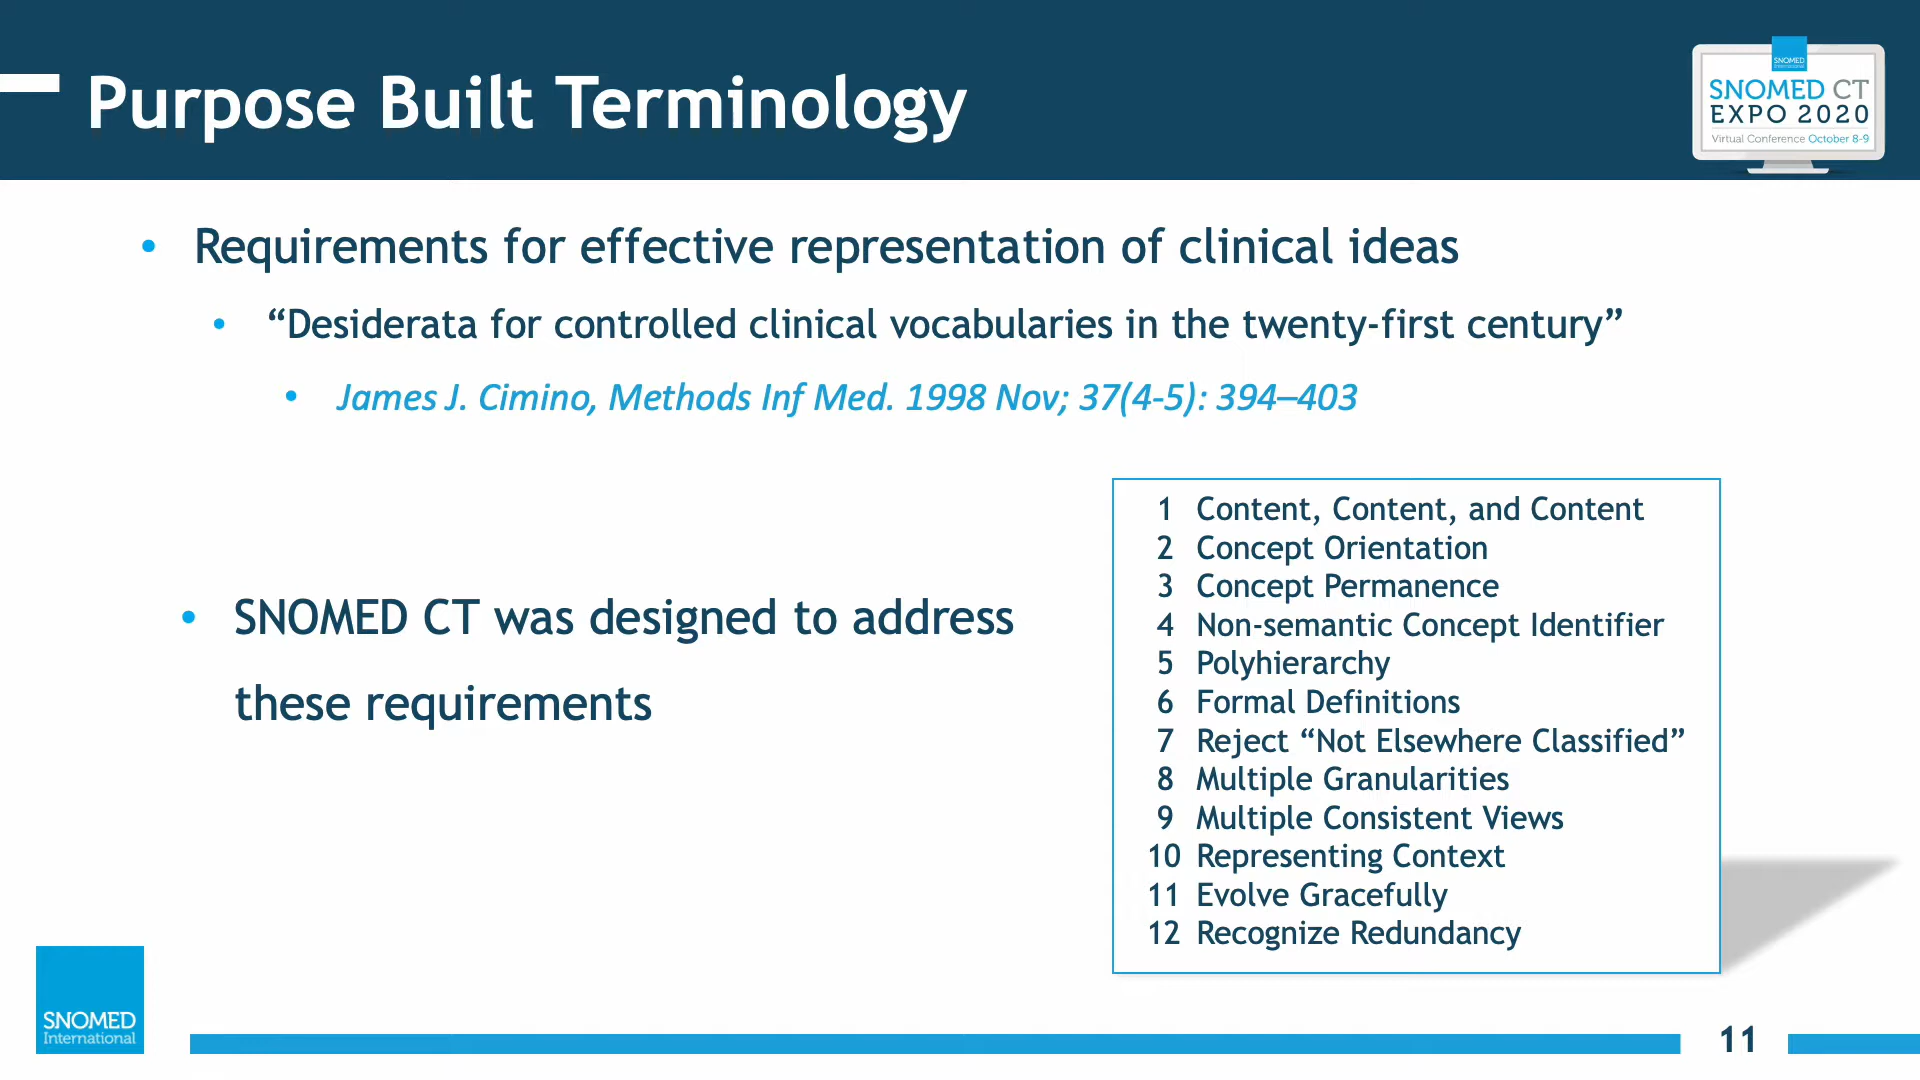 Purpose Built Terminology
SNOMED
International
SNOMED CT
EXPO 2020
Virtual Conference October 8-9
• Requirements for effective representation of clinical ideas
• “Desiderata for controlled clinical vocabularies in the twenty-first century”
• James J. Cimino, Methods Inf Med. 1998 Nov; 37(4-5): 394–403
• SNOMED CT was designed to address
these requirements
1 Content, Content, and Content
2 Concept Orientation
3 Concept Permanence
4 Non-semantic Concept Identifier
5 Polyhierarchy
6 Formal Definitions
7 Reject “Not Elsewhere Classified”
8 Multiple Granularities
9 Multiple Consistent Views
10 Representing Context
11 Evolve Gracefully
12 Recognize Redundancy
SNOMED
International
11